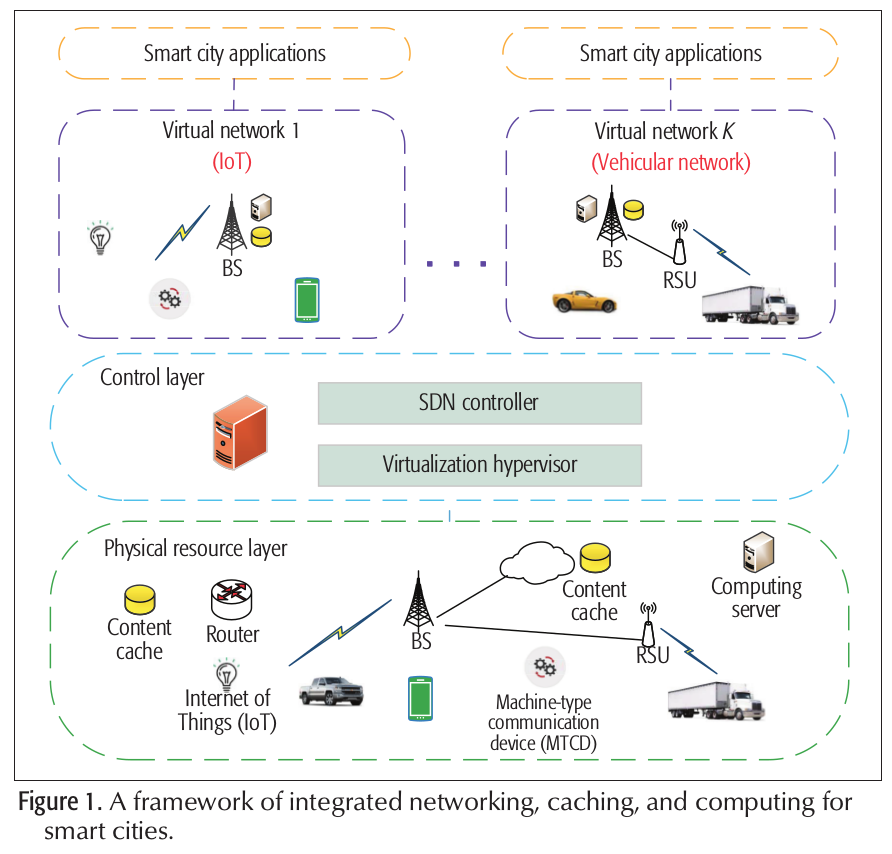 Smart city applications
Smart city applications
Virtual network 1
(IoT)
BS
Virtual network K
(Vehicular network)
BS
RSU
Control layer
SDN controller
Virtualization hypervisor
Physical resource layer
Content
cache
Router
Internet of
Things (IoT)
BS
Content
cache
Machine-type
communication
device (MTCD)
RSU
Computing
server
Figure 1. A framework of integrated networking, caching, and computing for
smart cities.